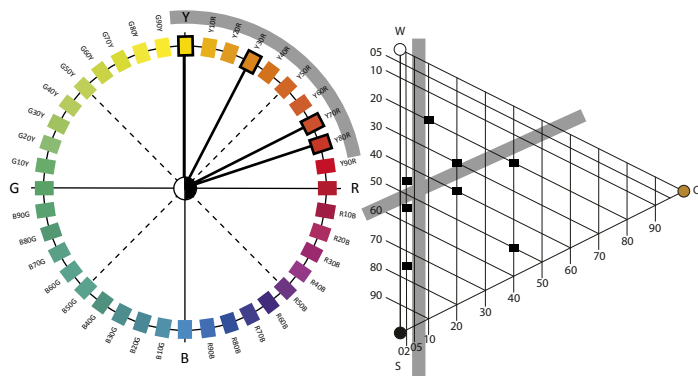 Y
Y10R
Y20R
Y30R
Y40R
Y50R
Y60R
Y70R
Y80R
Y90R
R
R10B
R20B
R30B
R40B
R50B
R60B
R70B
R80B
R90B
B
B10G
B20G
B30G
B40G
B50G
B60G
B70G
B80G
B90G
G
G10Y
G20Y
G30Y
G40Y
G50Y
G60Y
G70Y
G80Y
G90Y
W
05
10
20
30
40
50
60
70
80
90
S
02
05
10
20
30
40
50
60
70
80
90
C